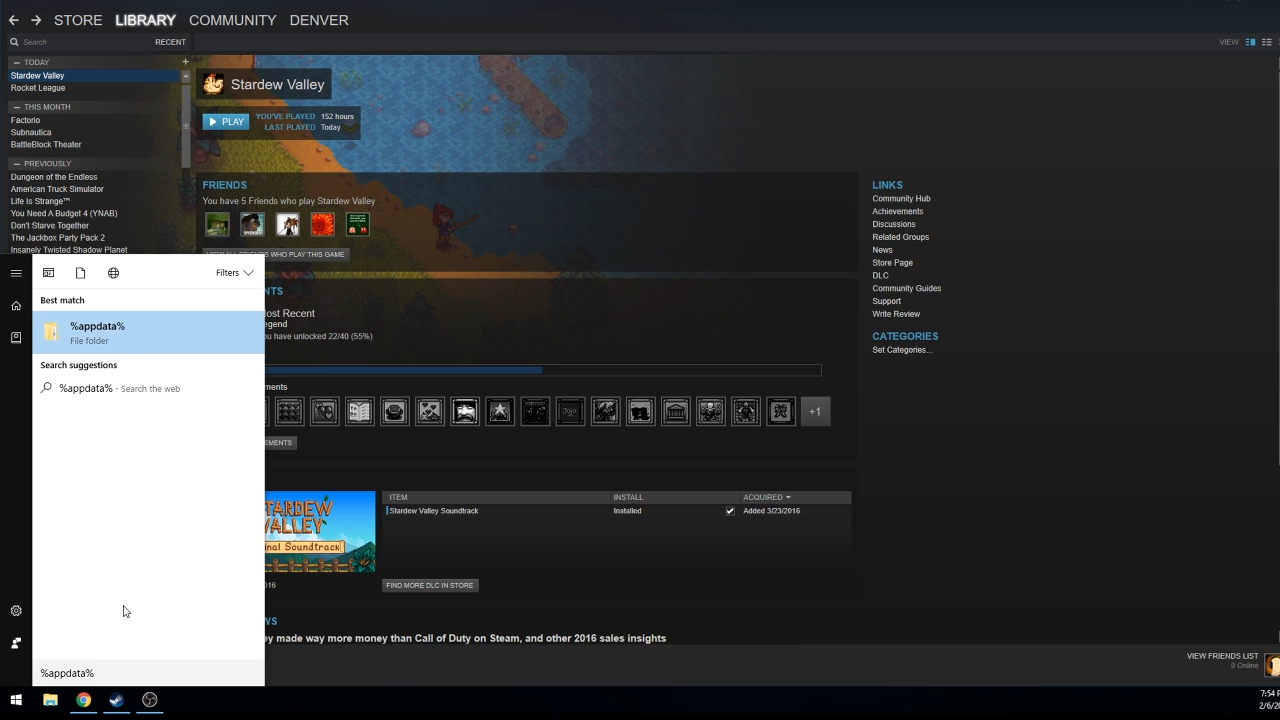 STORE LIBRARY COMMUNITY DENVER
Search RECENT VIEW
TODAY +
Stardew Valley
Rocket League
THIS MONTH
Factorio
Subnautica
BattleBlock Theater
PREVIOUSLY
Dungeon of the Endless
American Truck Simulator
Life Is Strange™
You Need A Budget 4 (YNAB)
Don't Starve Together
The Jackbox Party Pack 2
Insanely Twisted Shadow Planet
Stardew Valley
PLAY
YOU'VE PLAYED 152 hours
LAST PLAYED Today
FRIENDS
You have 5 Friends who play Stardew Valley
WHO PLAY THIS GAME
NTS
ost Recent
egend
ou have unlocked 22/40 (55%)
ments
Jojo
+1
EMENTS
STARDEW
VALLEY
inal Soundtrack
016
ITEM INSTALL ACQUIRED
Stardew Valley Soundtrack Installed Added 3/23/2016
FIND MORE DLC IN STORE
WS
ey made way more money than Call of Duty on Steam, and other 2016 sales insights
LINKS
Community Hub
Achievements
Discussions
Related Groups
News
Store Page
DLC
Community Guides
Support
Write Review
CATEGORIES
Set Categories...
Filters
Best match
%appdata%
File folder
Search suggestions
%appdata% - Search the web
%appdata%
VIEW FRIENDS LIST
0 Online
7:54 P
2/6/20